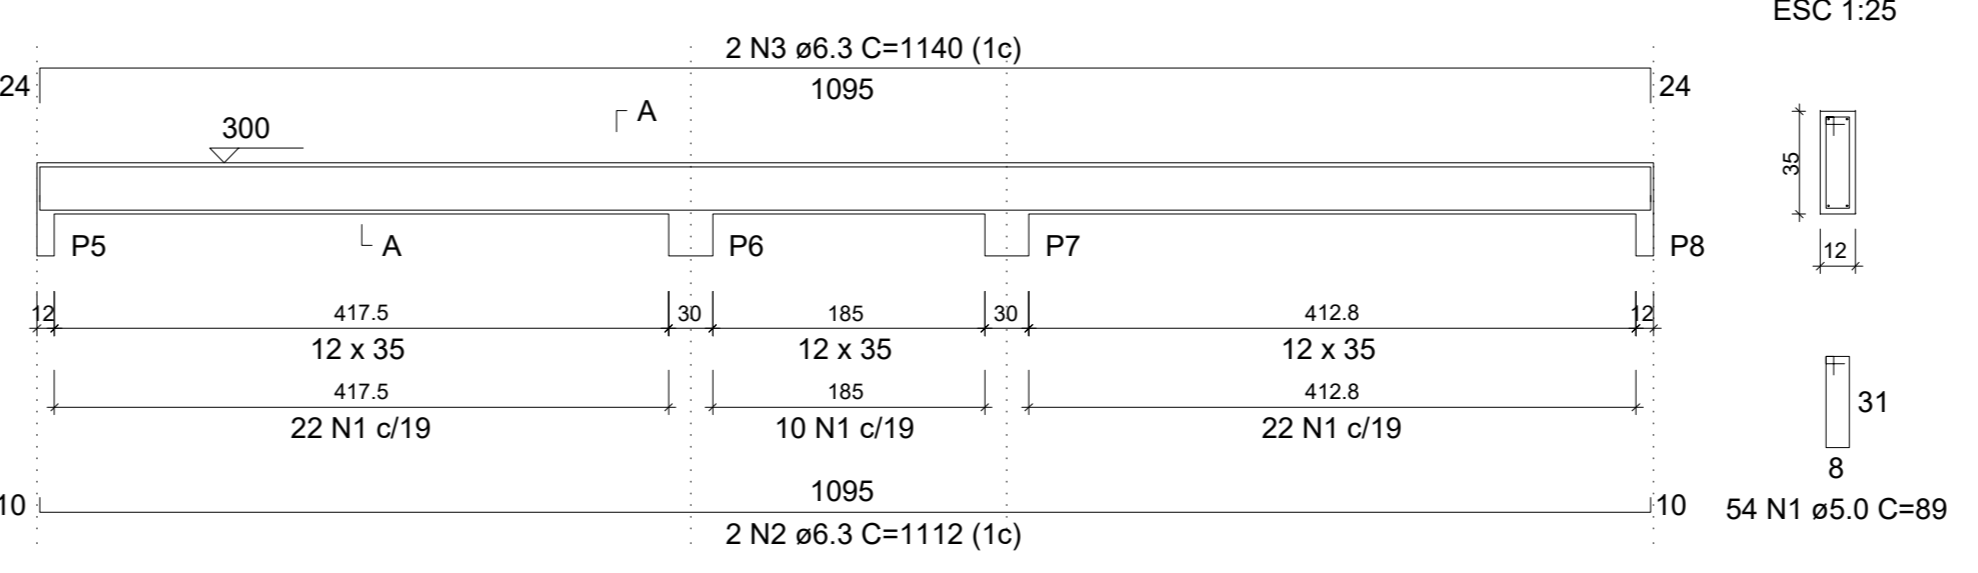 ESC 1:25
2 N3 ø6.3 C=1140 (1c)
24
1095
24
A
300
35
P5
A
P6
P7
P8
12
12
417.5
30
185
30
412.8
12
12 x 35
12 x 35
12 x 35
417.5
185
412.8
31
22 N1 c/19
10 N1 c/19
22 N1 c/19
8
10
1095
10
54 N1 ø5.0 C=89
2 N2 ø6.3 C=1112 (1c)